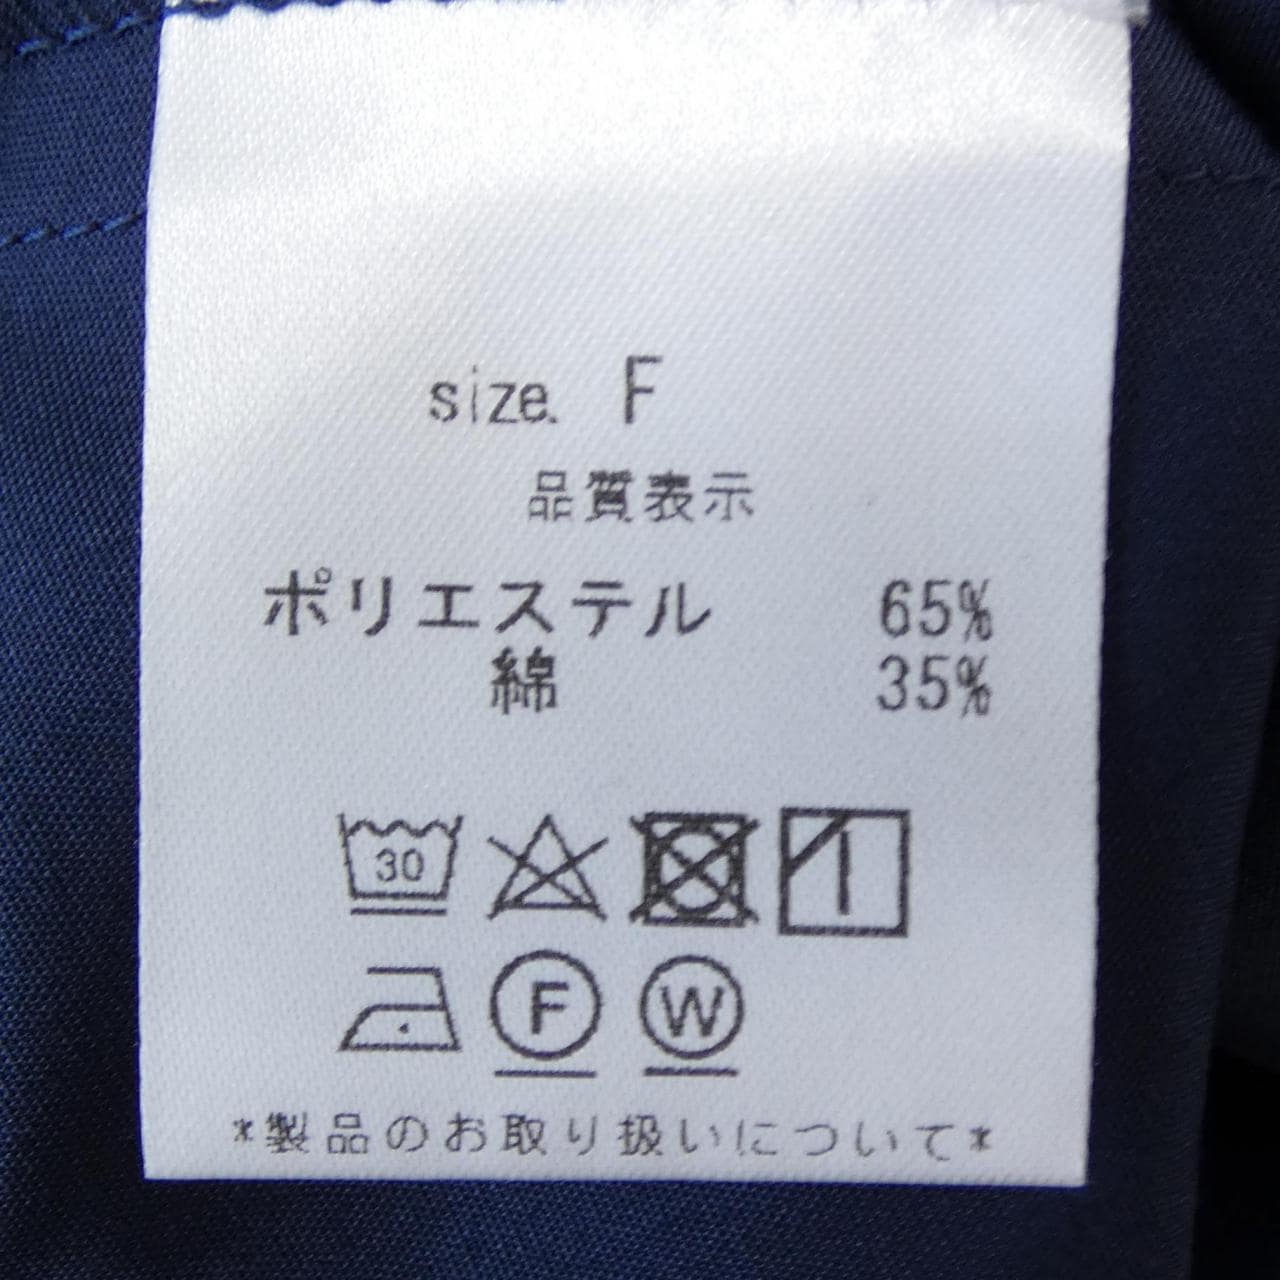 size. F
品質表示
ポリエステル 65%
綿 35%
30
F W
*製品のお取り扱いについて*